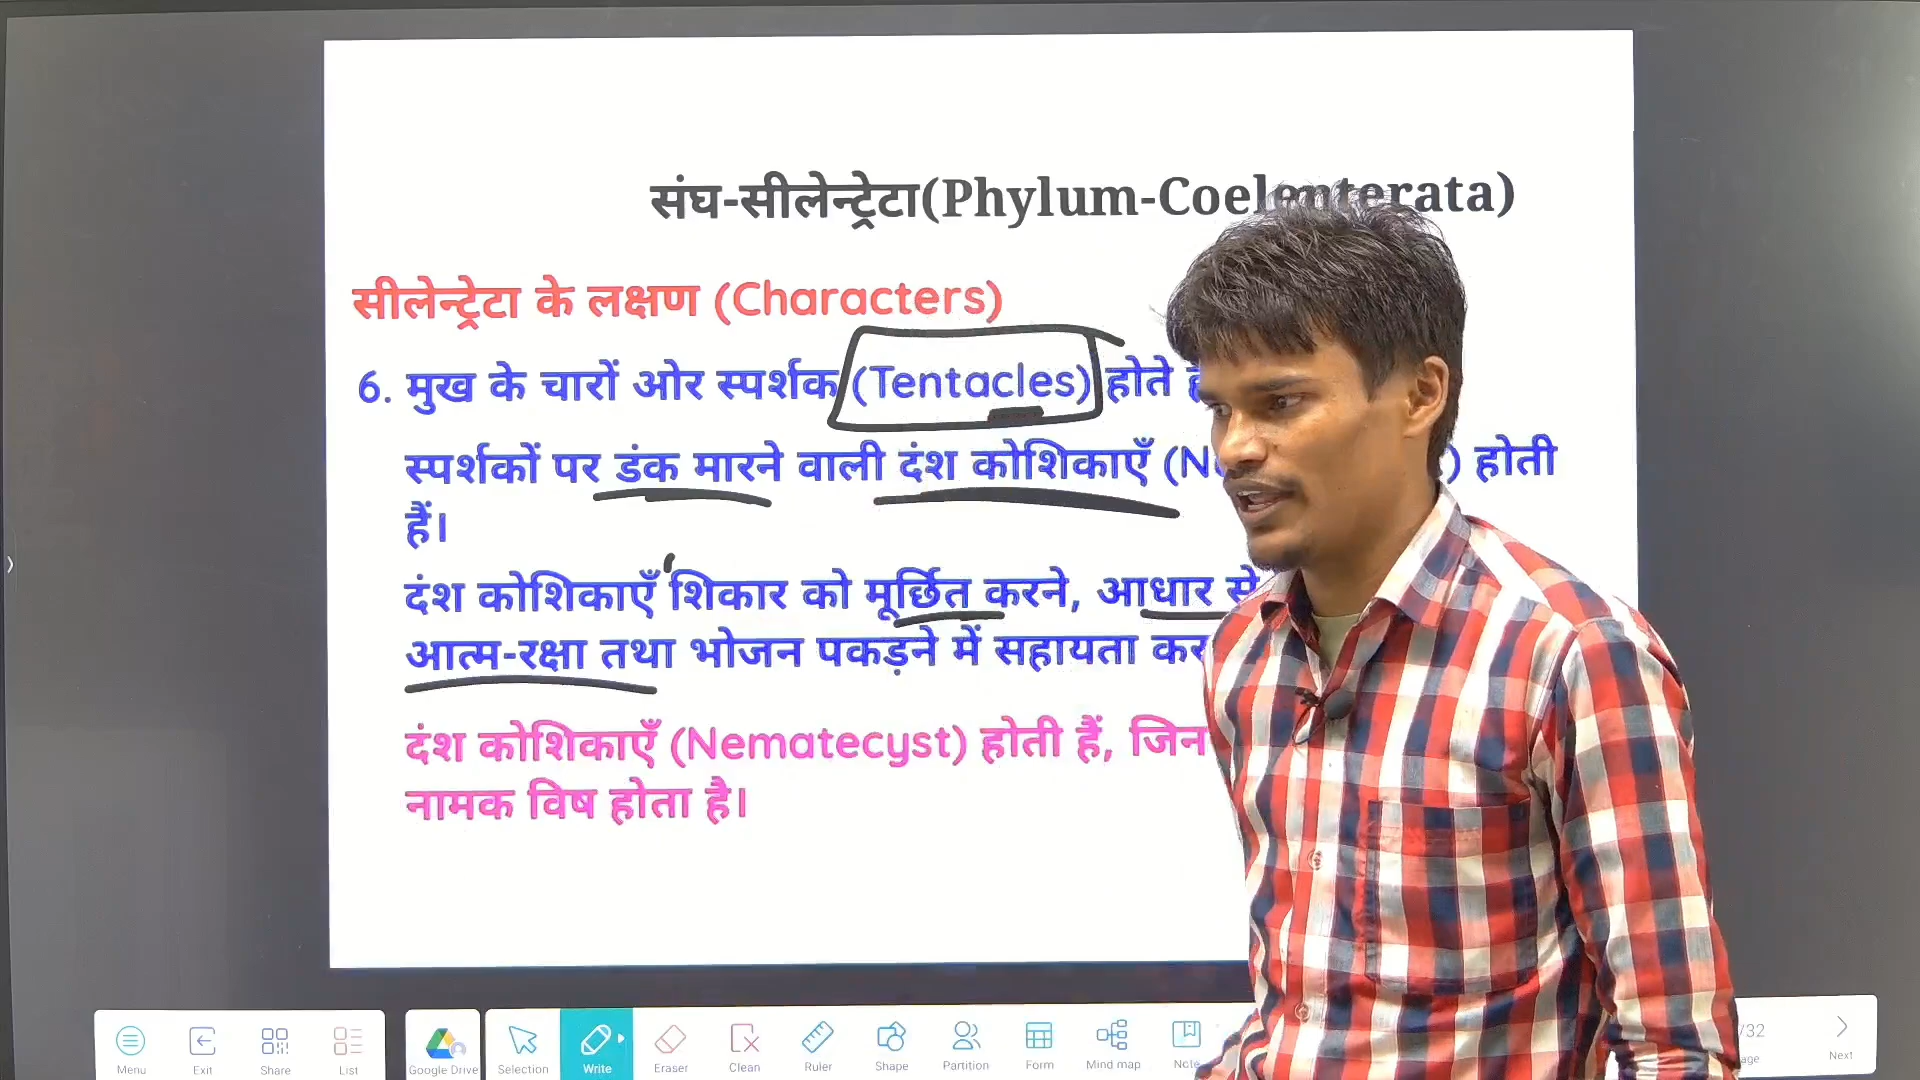 संघ-सीलेन्ट्रेटा(Phylum-Coelenterata)
सीलेन्ट्रेटा के लक्षण (Characters)
6. मुख के चारों ओर स्पर्शक (Tentacles) होते
स्पर्शकों पर डंक मारने वाली दंश कोशिकाएँ ( ) होती
हैं।
दंश कोशिकाएँ शिकार को मूर्छित करने, आधार से
आत्म-रक्षा तथा भोजन पकड़ने में सहायता
दंश कोशिकाएँ (Nematecyst) होती हैं, जिन
नामक विष होता है।
Menu Exit Share List Google Drive Selection Write Eraser Clean Ruler Shape Partition Form Mind map Note /32 Next